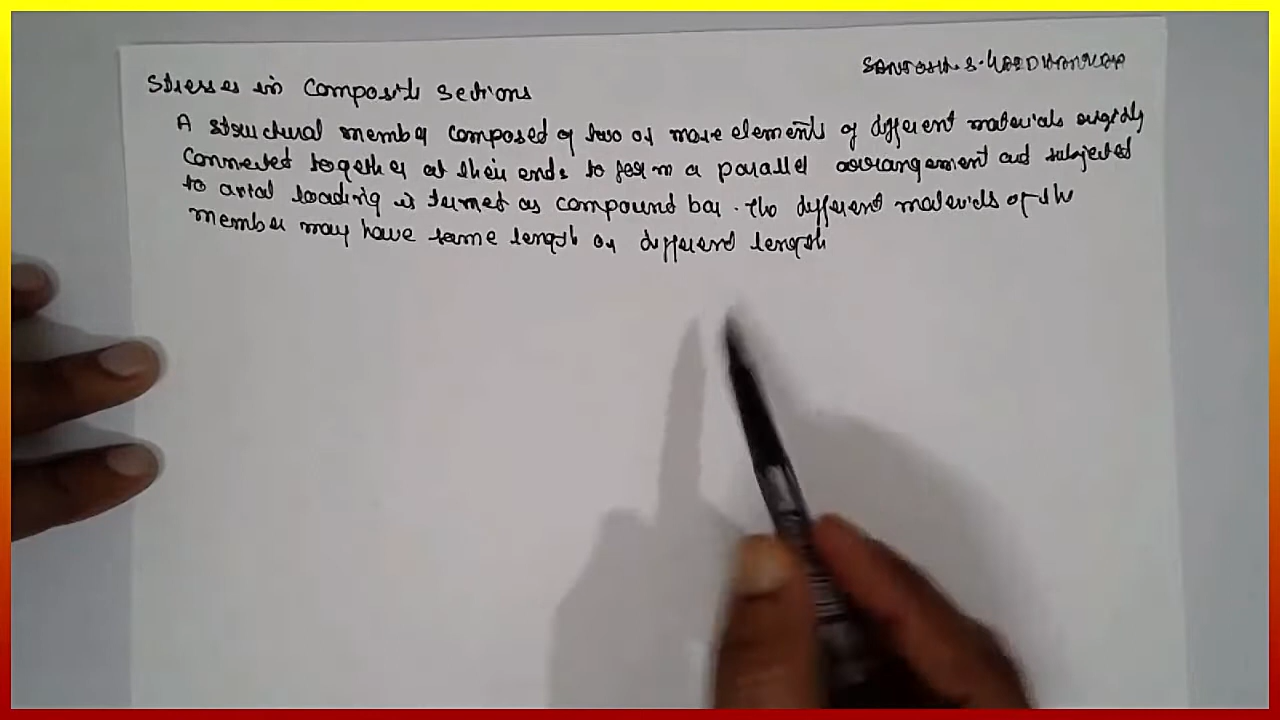 Stresses in Composite Sections
SANTOSH S.
A structural member composed of two or more elements of different materials rigidly
Connected together at their ends to form a parallel arrangement and subjected
to axial loading is termed as compound bar. The different materials of the
member may have same length or different length